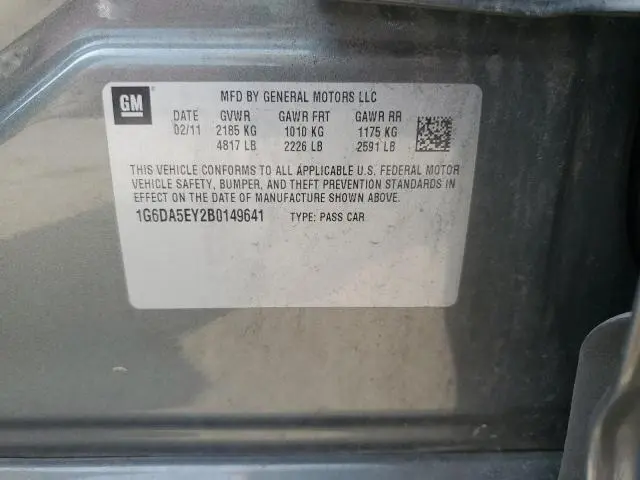 GM
MFD BY GENERAL MOTORS LLC
DATE GVWR GAWR FRT GAWR RR
02/11 2185 KG 1010 KG 1175 KG
4817 LB 2226 LB 2591 LB
THIS VEHICLE CONFORMS TO ALL APPLICABLE U.S. FEDERAL MOTOR
VEHICLE SAFETY, BUMPER, AND THEFT PREVENTION STANDARDS IN
EFFECT ON THE DATE OF MANUFACTURE SHOWN ABOVE.
1G6DA5EY2B0149641 TYPE: PASS CAR